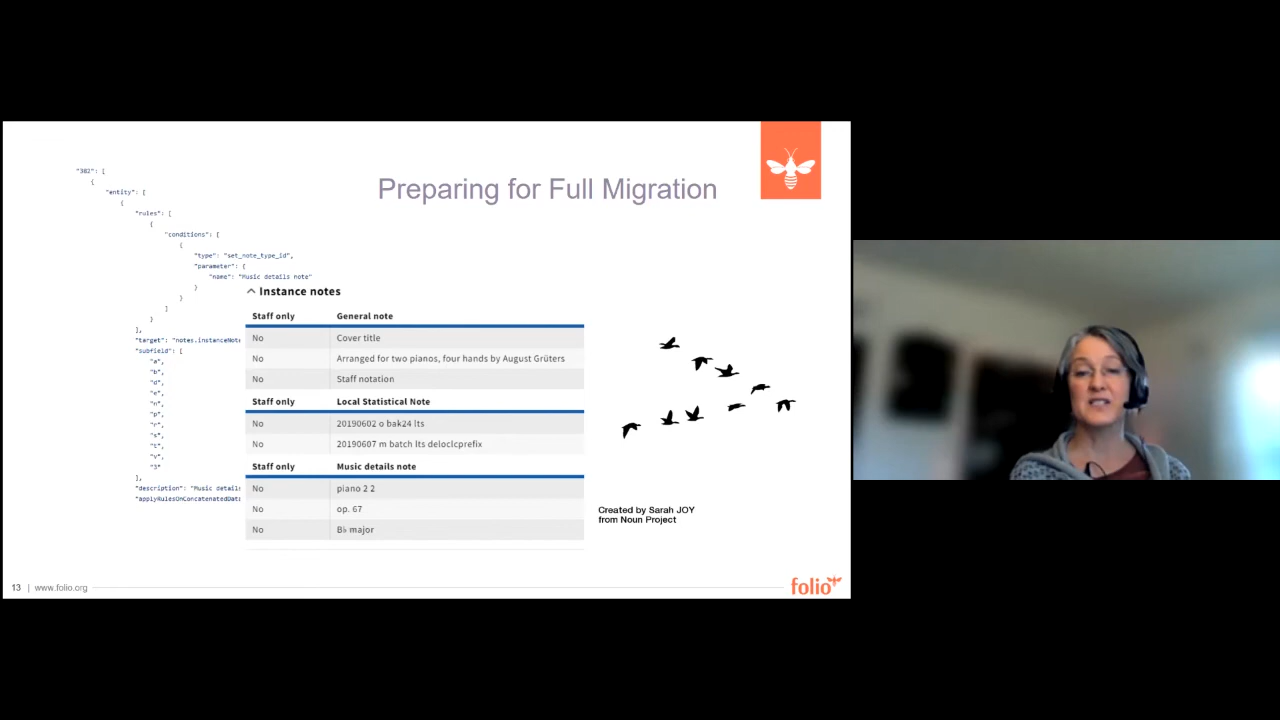 Preparing for Full Migration
"382": [
{
"entity": [
{
"rules": [
{
"conditions": [
{
"type": "set_note_type_id",
"parameter": {
"name": "Music details note"
}
}
]
}
],
"target": "notes.instanceNote
"subfield": [
"a",
"b",
"d",
"e",
"n",
"p",
"r",
"s",
"t",
"v",
"3"
],
"description": "Music details
"applyRulesOnConcatenatedData
Instance notes
Staff only General note
No Cover title
No Arranged for two pianos, four hands by August Grüters
No Staff notation
Staff only Local Statistical Note
No 20190602 o bak24 lts
No 20190607 m batch lts deloclcprefix
Staff only Music details note
No piano 2 2
No op. 67
No B♭ major
Created by Sarah JOY
from Noun Project
13 | www.folio.org
folio